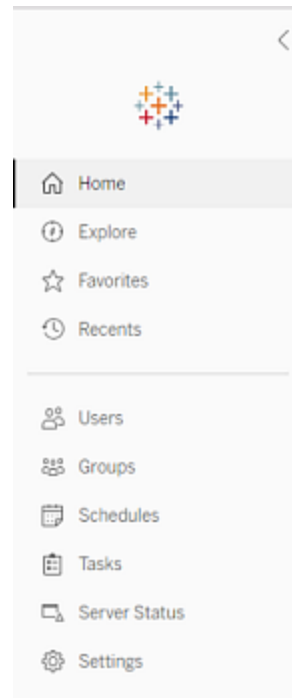 Home
Explore
Favorites
Recents
Users
Groups
Schedules
Tasks
Server Status
Settings